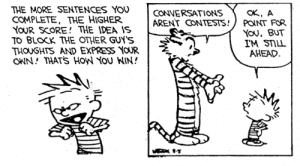 THE MORE SENTENCES YOU
COMPLETE, THE HIGHER
YOUR SCORE! THE IDEA IS
TO BLOCK THE OTHER GUY'S
THOUGHTS AND EXPRESS YOUR
OWN! THAT'S HOW YOU WIN!
CONVERSATIONS
ARENT CONTESTS!
OK, A
POINT FOR
YOU, BUT
I'M STILL
AHEAD.